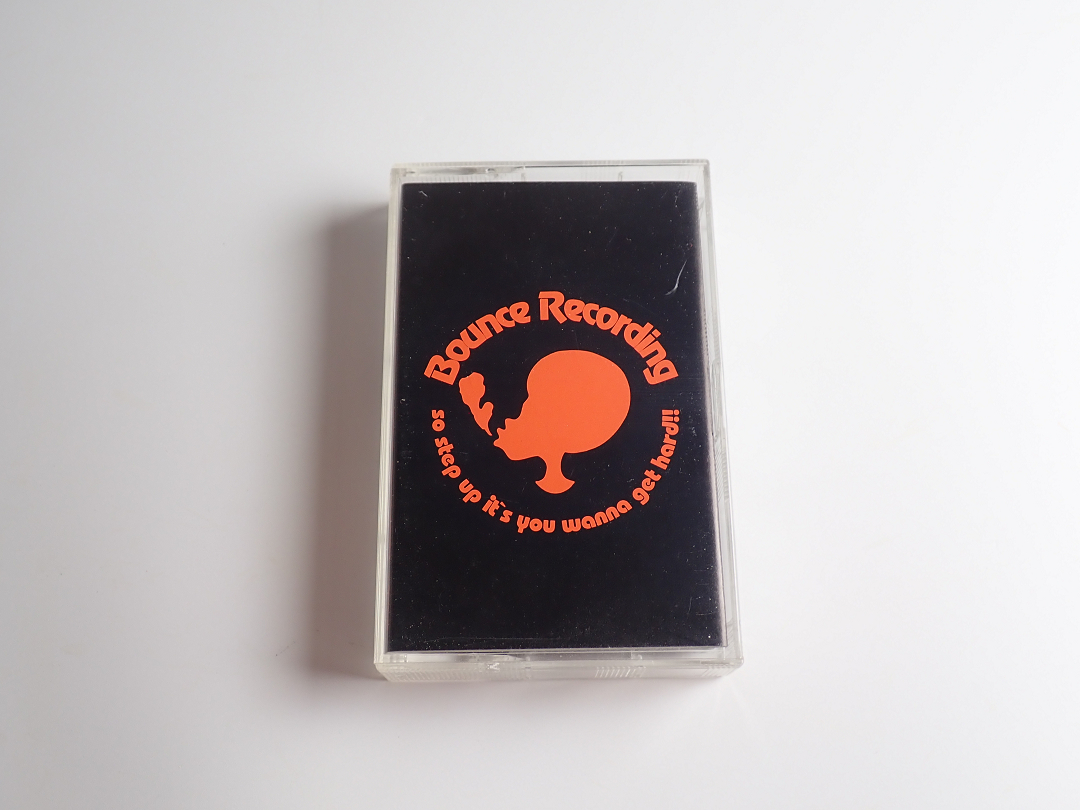 Bounce Recording
so step up it`s you wanna get hard!!